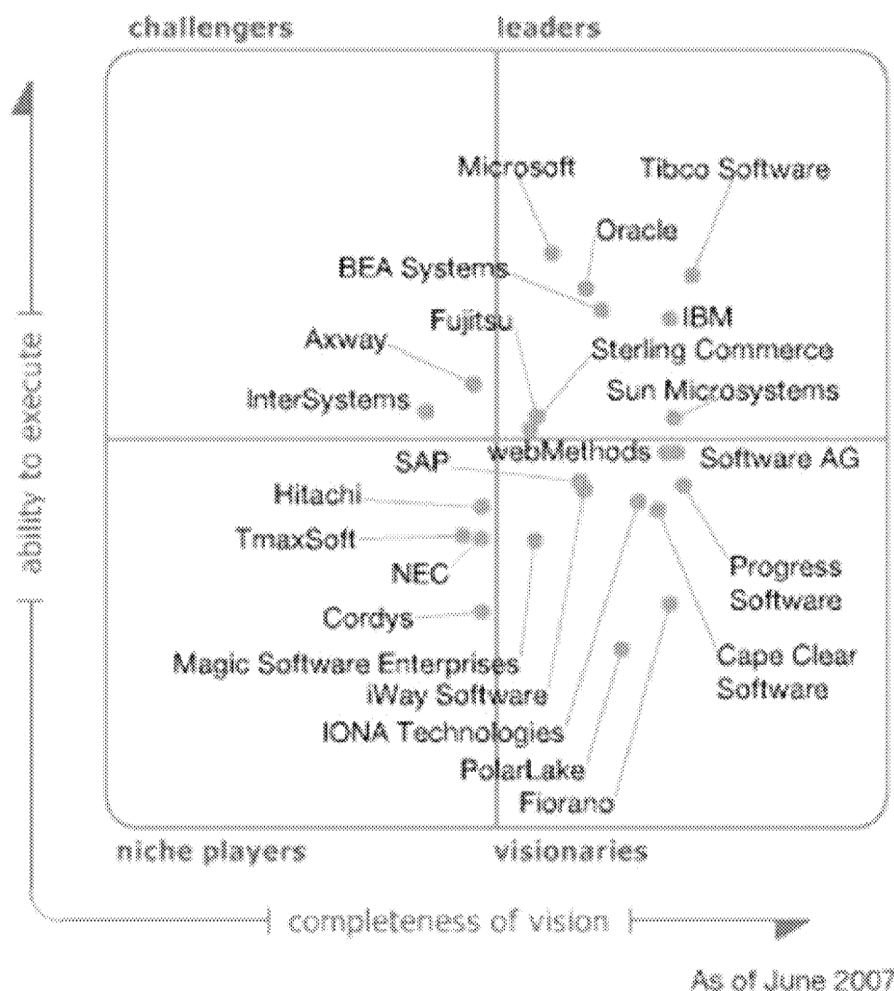 challengers leaders
Microsoft Tibco Software
Oracle
BEA Systems
Fujitsu IBM
Axway Sterling Commerce
InterSystems Sun Microsystems
webMethods Software AG
SAP
Hitachi
TmaxSoft
NEC Progress
Software
Cordys
Magic Software Enterprises Cape Clear
Software
iWay Software
IONA Technologies
PolarLake
Fiorano
niche players visionaries
ability to execute
completeness of vision
As of June 2007